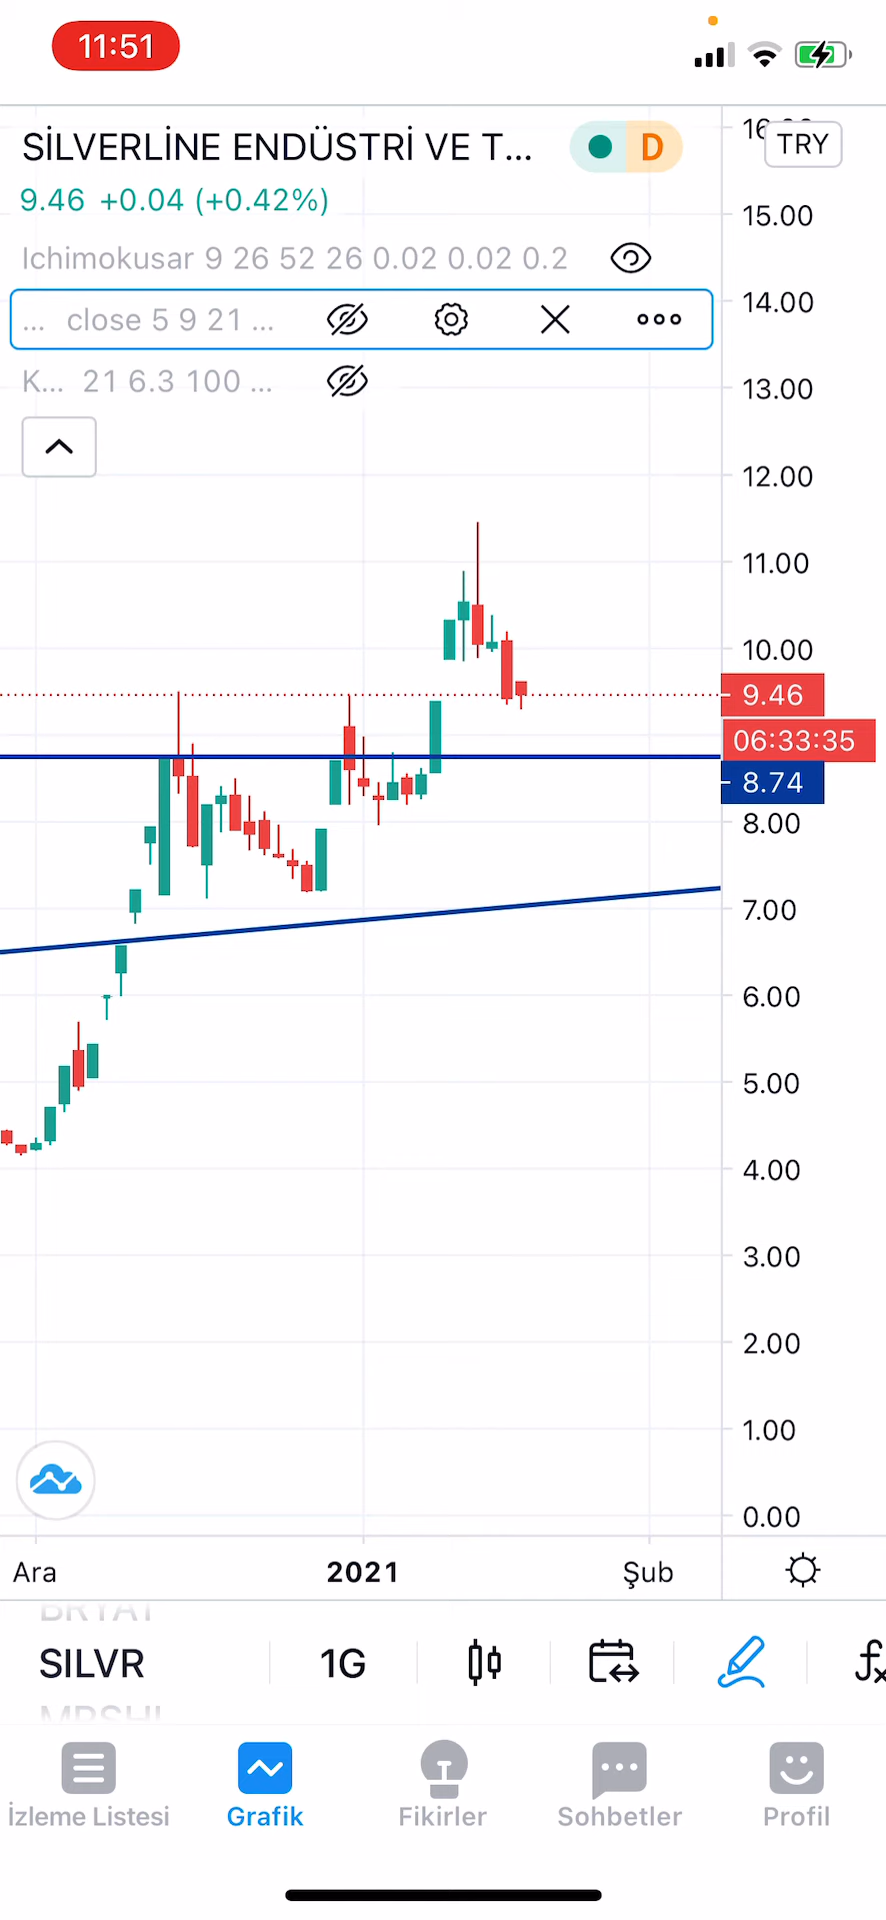 11:51
SİLVERLİNE ENDÜSTRİ VE T...
D
TRY
9.46 +0.04 (+0.42%)
Ichimokusar 9 26 52 26 0.02 0.02 0.2
... close 5 9 21 ...
K... 21 6.3 100 ...
15.00
14.00
13.00
12.00
11.00
10.00
9.46
06:33:35
8.74
8.00
7.00
6.00
5.00
4.00
3.00
2.00
1.00
0.00
Ara 2021 Şub
BRYAT
SILVR 1G
İzleme Listesi Grafik Fikirler Sohbetler Profil